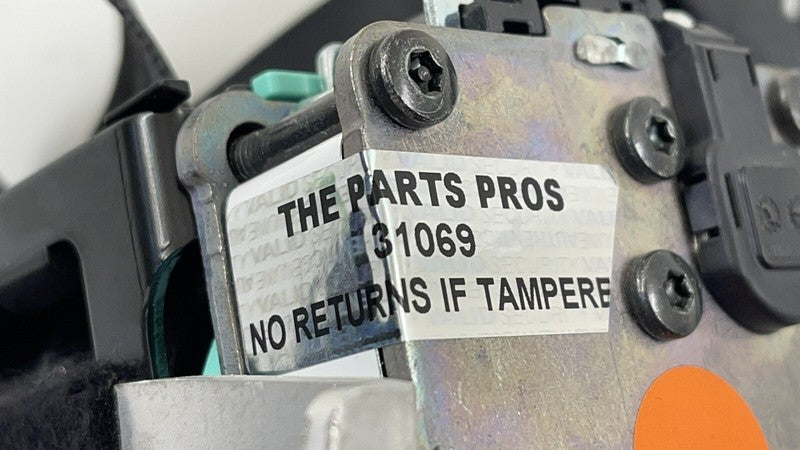 THE PARTS PROS
31069
NO RETURNS IF TAMPERE